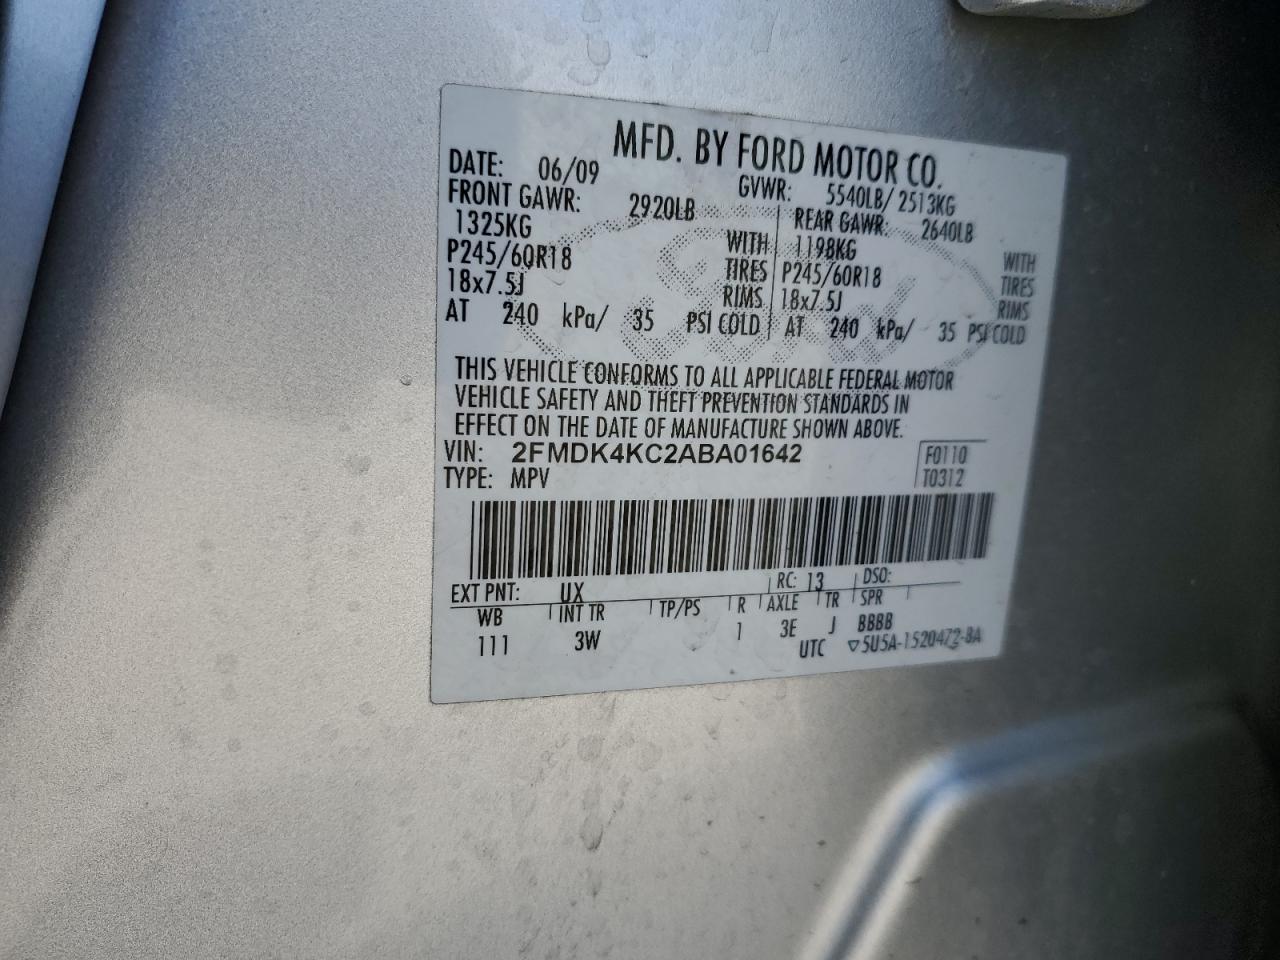 MFD. BY FORD MOTOR CO.
DATE: 06/09 GVWR: 5540LB/ 2513KG
FRONT GAWR: 2920LB REAR GAWR: 2640LB
1325KG WITH 1198KG WITH
P245/60R18 TIRES P245/60R18 TIRES
18x7.5J RIMS 18x7.5J RIMS
AT 240 kPa/ 35 PSI COLD AT 240 kPa/ 35 PSI COLD
THIS VEHICLE CONFORMS TO ALL APPLICABLE FEDERAL MOTOR
VEHICLE SAFETY AND THEFT PREVENTION STANDARDS IN
EFFECT ON THE DATE OF MANUFACTURE SHOWN ABOVE.
VIN: 2FMDK4KC2ABA01642 F0110
TYPE: MPV T0312
EXT PNT: UX RC: 13 DSO:
WB INT TR TP/PS R AXLE TR SPR
111 3W 1 3E J BBBB
UTC ▽5U5A-1520472-BA
Ford